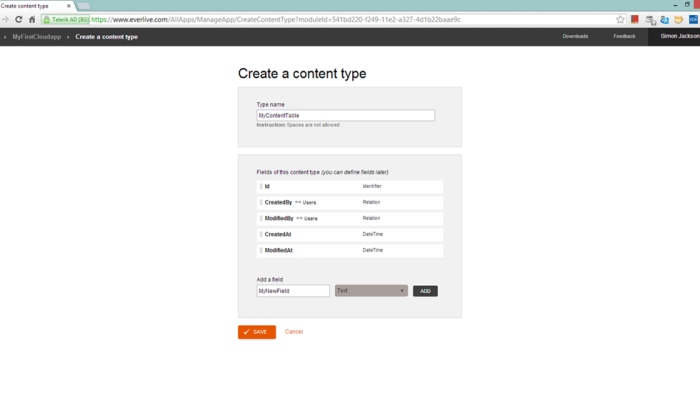 Create a content type
Telerik AD [BG] https://www.everlive.com/AllApps/ManageApp/CreateContentType?moduleId=541bd220-f249-11e2-a327-4d1b22baae9c
MyFirstCloudapp Create a content type Downloads Feedback Simon Jackson
Create a content type
Type name
MyContentTable
Instruction: Spaces are not allowed
Fields of this content type (you can define fields later)
Id Identifier
CreatedBy Users Relation
ModifiedBy Users Relation
CreatedAt DateTime
ModifiedAt DateTime
Add a field
MyNewField Text ADD
SAVE Cancel